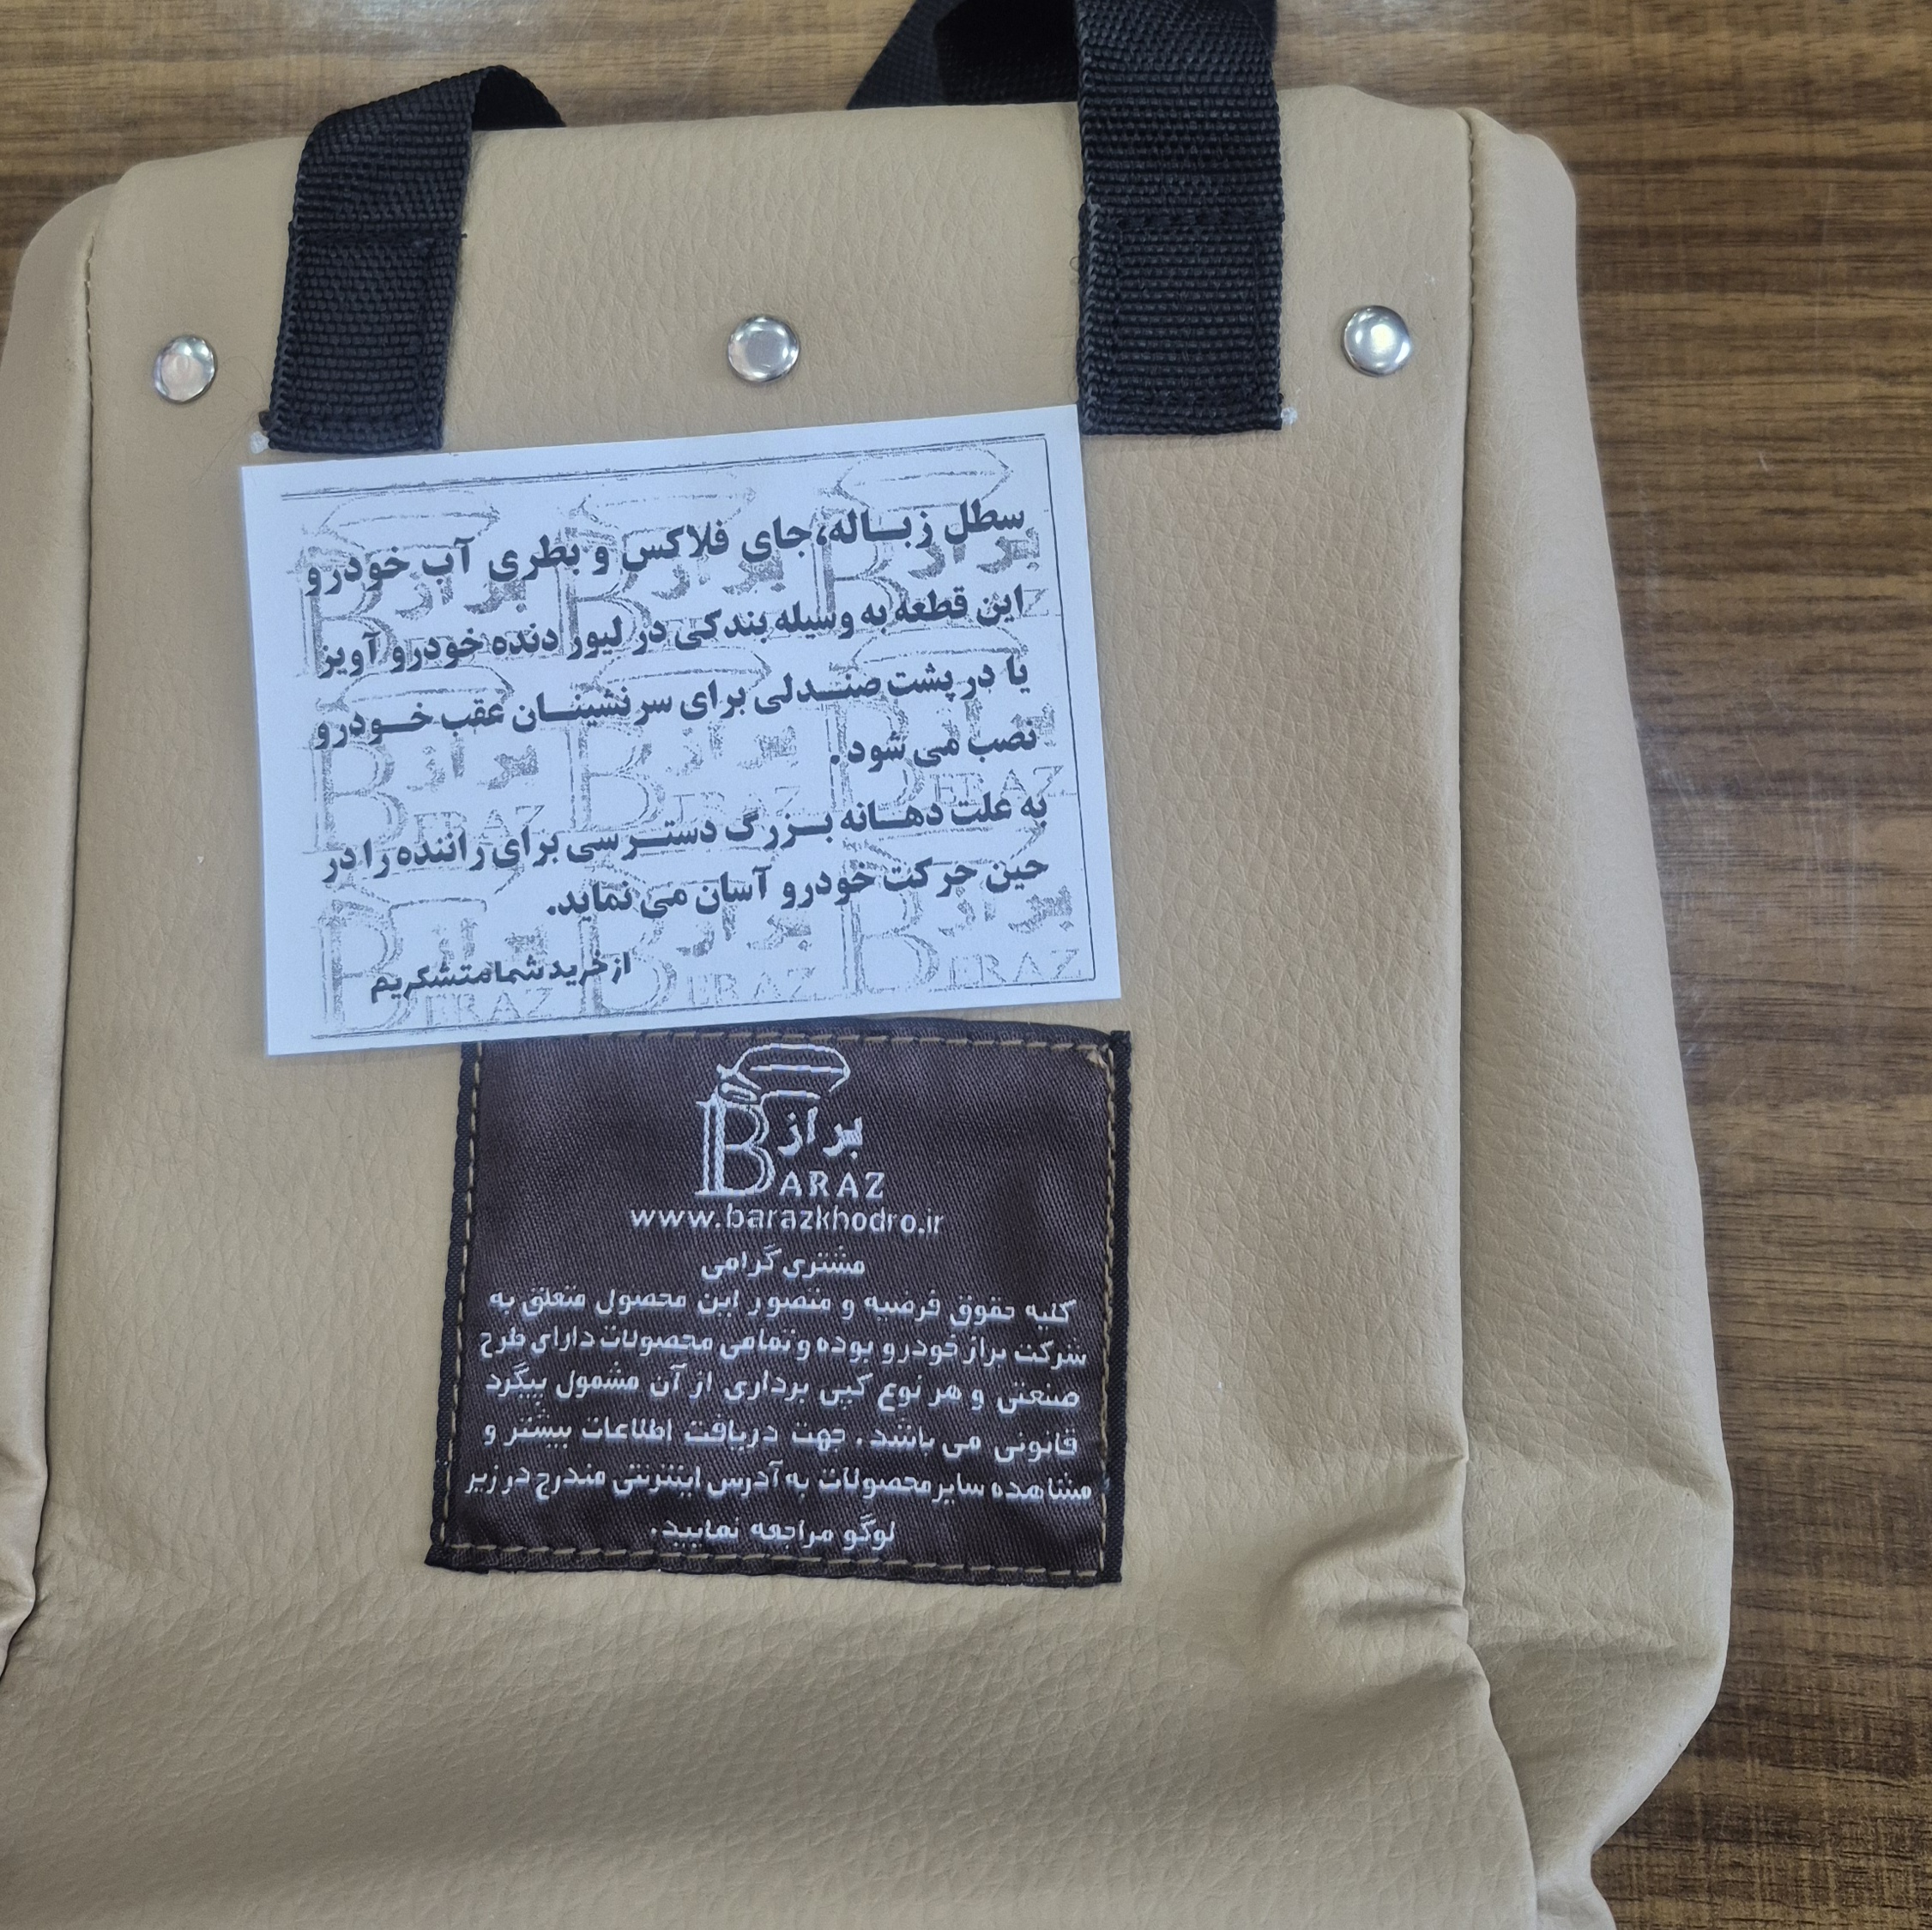 سطل زباله،جای فلاکس و بطری آب خودرو
این قطعه به وسیله بندکی در لیور دنده خودرو آویز
یا در پشت صندلی برای سرنشینان عقب خودرو
نصب می شود.
به علت دهانه بزرگ دسترسی برای راننده را در
حین حرکت خودرو آسان می نماید.
از خرید شما متشکریم
براز
BARAZ
www.barazkhodro.ir
مشتری گرامی
کلیه حقوق فرضیه و متصور این محصول متعلق به
شرکت براز خودرو بوده و تمامی محصولات دارای طرح
صنعتی و هر نوع کپی برداری از آن مشمول پیگرد
قانونی می باشد. جهت دریافت اطلاعات بیشتر و
مشاهده سایر محصولات به آدرس اینترنتی مندرج در زیر
لوگو مراجعه نمایید.